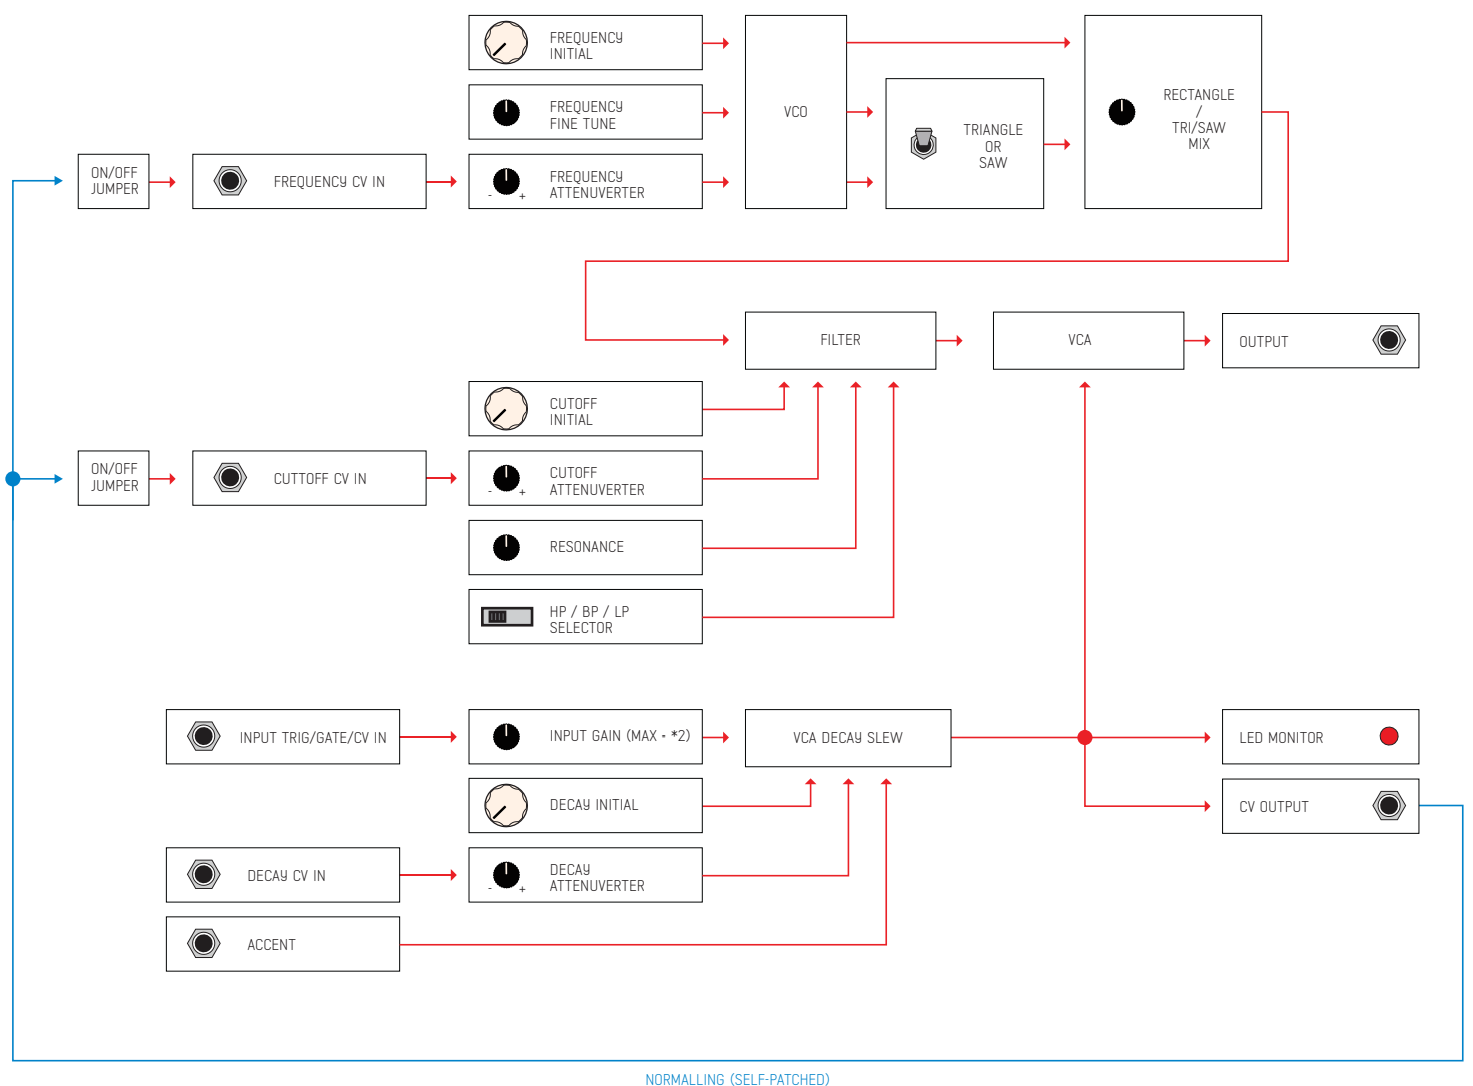 FREQUENCY
INITIAL
FREQUENCY
FINE TUNE
VCO
TRIANGLE
OR
SAW
RECTANGLE
/
TRI/SAW
MIX
ON/OFF
JUMPER
FREQUENCY CV IN
FREQUENCY
ATTENUVERTER
- +
FILTER
VCA
OUTPUT
CUTOFF
INITIAL
ON/OFF
JUMPER
CUTTOFF CV IN
CUTOFF
ATTENUVERTER
- +
RESONANCE
HP / BP / LP
SELECTOR
INPUT TRIG/GATE/CV IN
INPUT GAIN (MAX - *2)
VCA DECAY SLEW
LED MONITOR
DECAY INITIAL
CV OUTPUT
DECAY CV IN
DECAY
ATTENUVERTER
- +
ACCENT
NORMALLING (SELF-PATCHED)